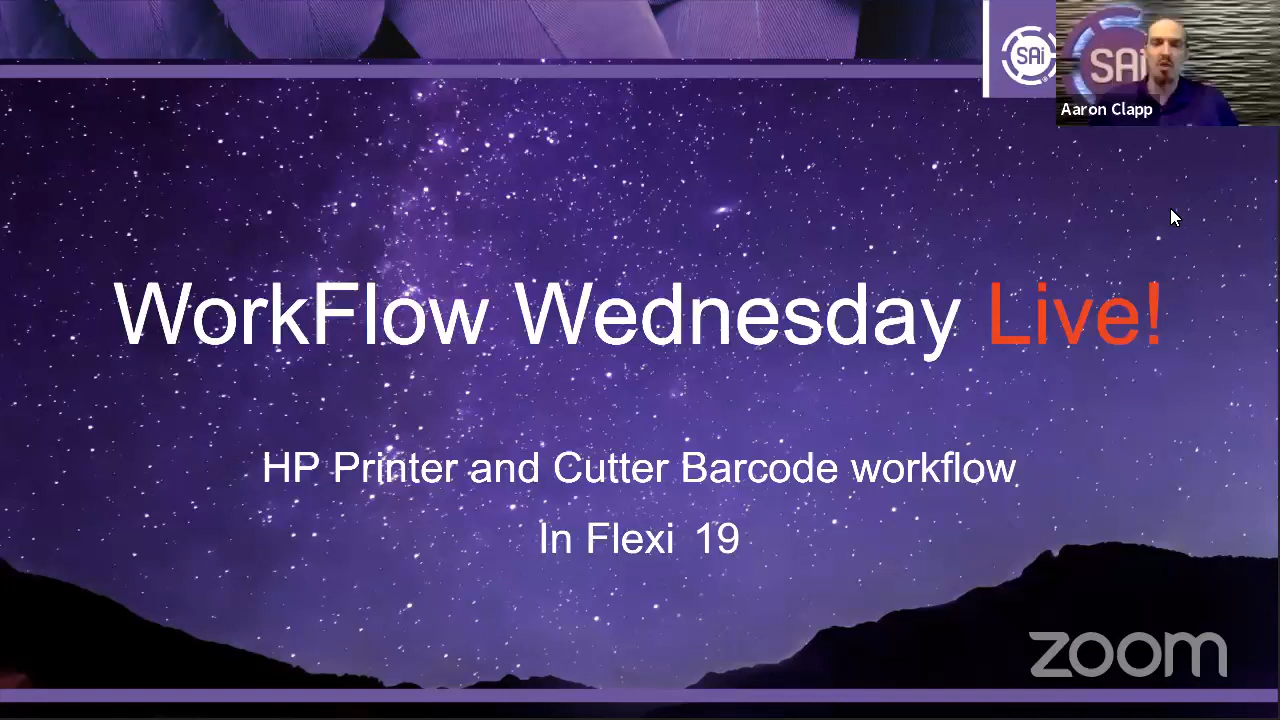 SAi
SAi
Aaron Clapp
WorkFlow Wednesday Live!
HP Printer and Cutter Barcode workflow
In Flexi 19
zoom